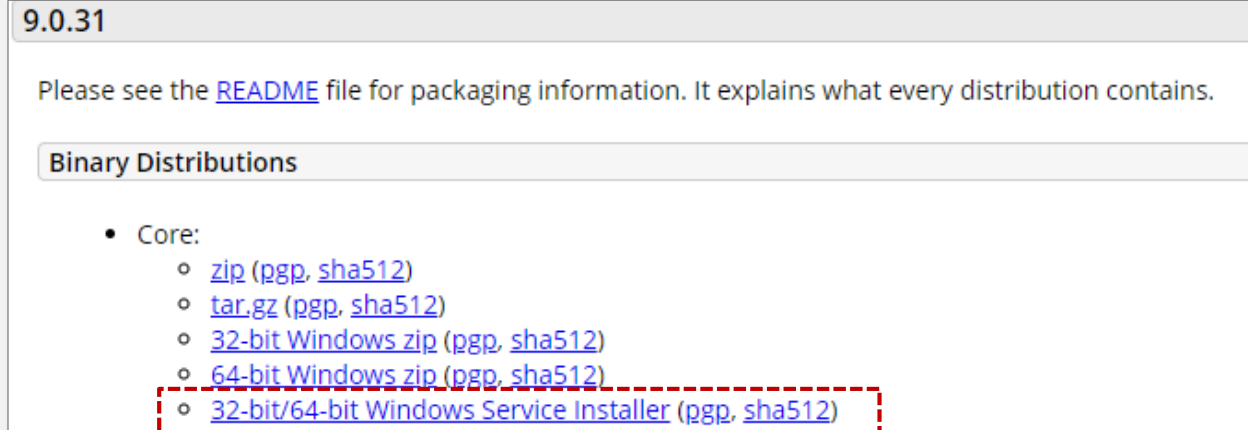 9.0.31
Please see the README file for packaging information. It explains what every distribution contains.
Binary Distributions
Core:
zip (pgp, sha512)
tar.gz (pgp, sha512)
32-bit Windows zip (pgp, sha512)
64-bit Windows zip (pgp, sha512)
32-bit/64-bit Windows Service Installer (pgp, sha512)